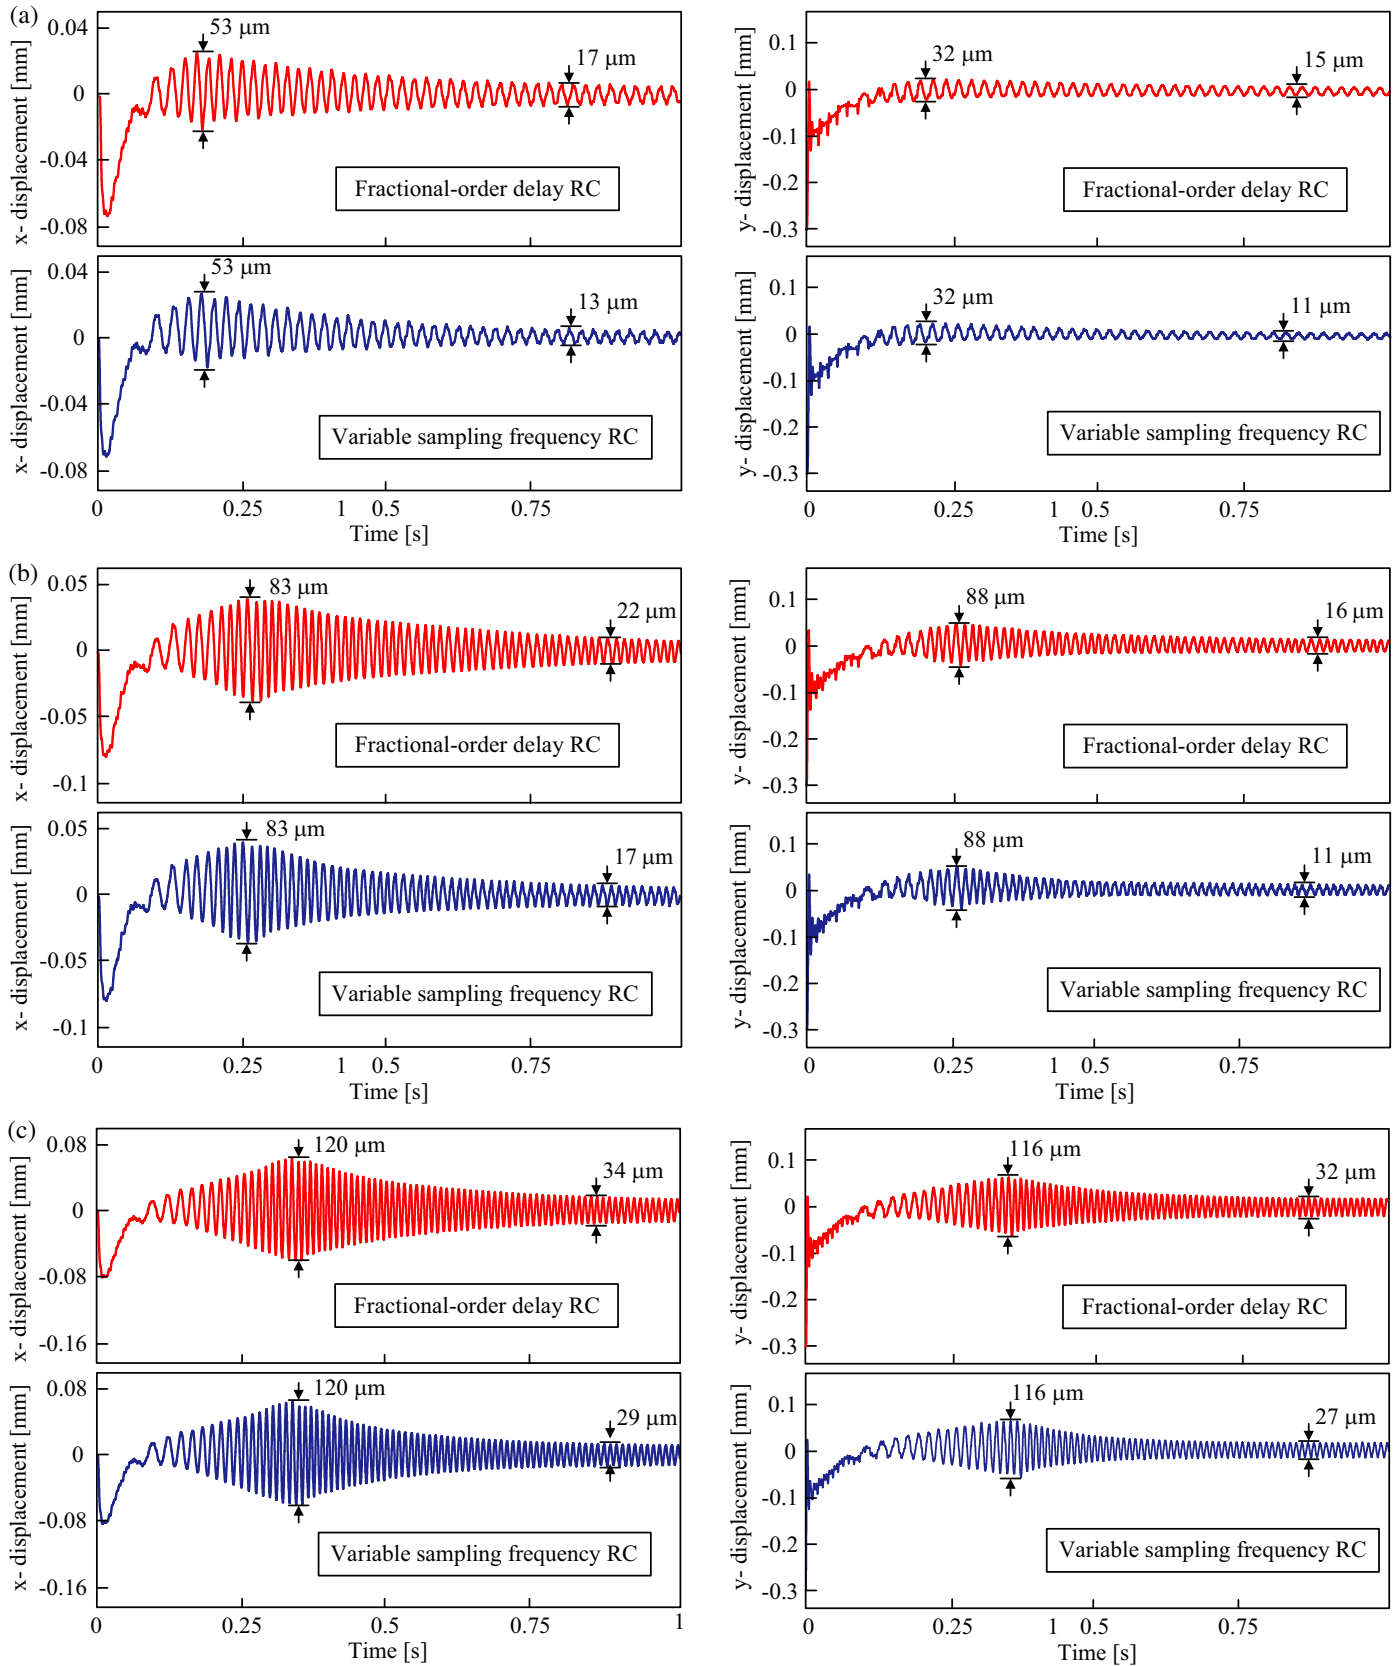 (a)
x- displacement [mm]
0.04
0
-0.04
-0.08
53 μm
17 μm
Fractional-order delay RC
y- displacement [mm]
0.1
0
-0.1
-0.2
-0.3
32 μm
15 μm
Fractional-order delay RC
x- displacement [mm]
0.04
0
-0.04
-0.08
53 μm
13 μm
Variable sampling frequency RC
0 0.25 1 0.5 0.75
Time [s]
y- displacement [mm]
0.1
0
-0.1
-0.2
-0.3
32 μm
11 μm
Variable sampling frequency RC
0 0.25 1 0.5 0.75
Time [s]
(b)
x- displacement [mm]
0.05
0
-0.05
-0.1
83 μm
22 μm
Fractional-order delay RC
y- displacement [mm]
0.1
0
-0.1
-0.2
-0.3
88 μm
16 μm
Fractional-order delay RC
x- displacement [mm]
0.05
0
-0.05
-0.1
83 μm
17 μm
Variable sampling frequency RC
0 0.25 1 0.5 0.75
Time [s]
y- displacement [mm]
0.1
0
-0.1
-0.2
-0.3
88 μm
11 μm
Variable sampling frequency RC
0 0.25 1 0.5 0.75
Time [s]
(c)
x- displacement [mm]
0.08
0
-0.08
-0.16
120 μm
34 μm
Fractional-order delay RC
y- displacement [mm]
0.1
0
-0.1
-0.2
-0.3
116 μm
32 μm
Fractional-order delay RC
x- displacement [mm]
0.08
0
-0.08
-0.16
120 μm
29 μm
Variable sampling frequency RC
0 0.25 0.5 0.75 1
Time [s]
y- displacement [mm]
0.1
0
-0.1
-0.2
-0.3
116 μm
27 μm
Variable sampling frequency RC
0 0.25 1 0.5 0.75
Time [s]